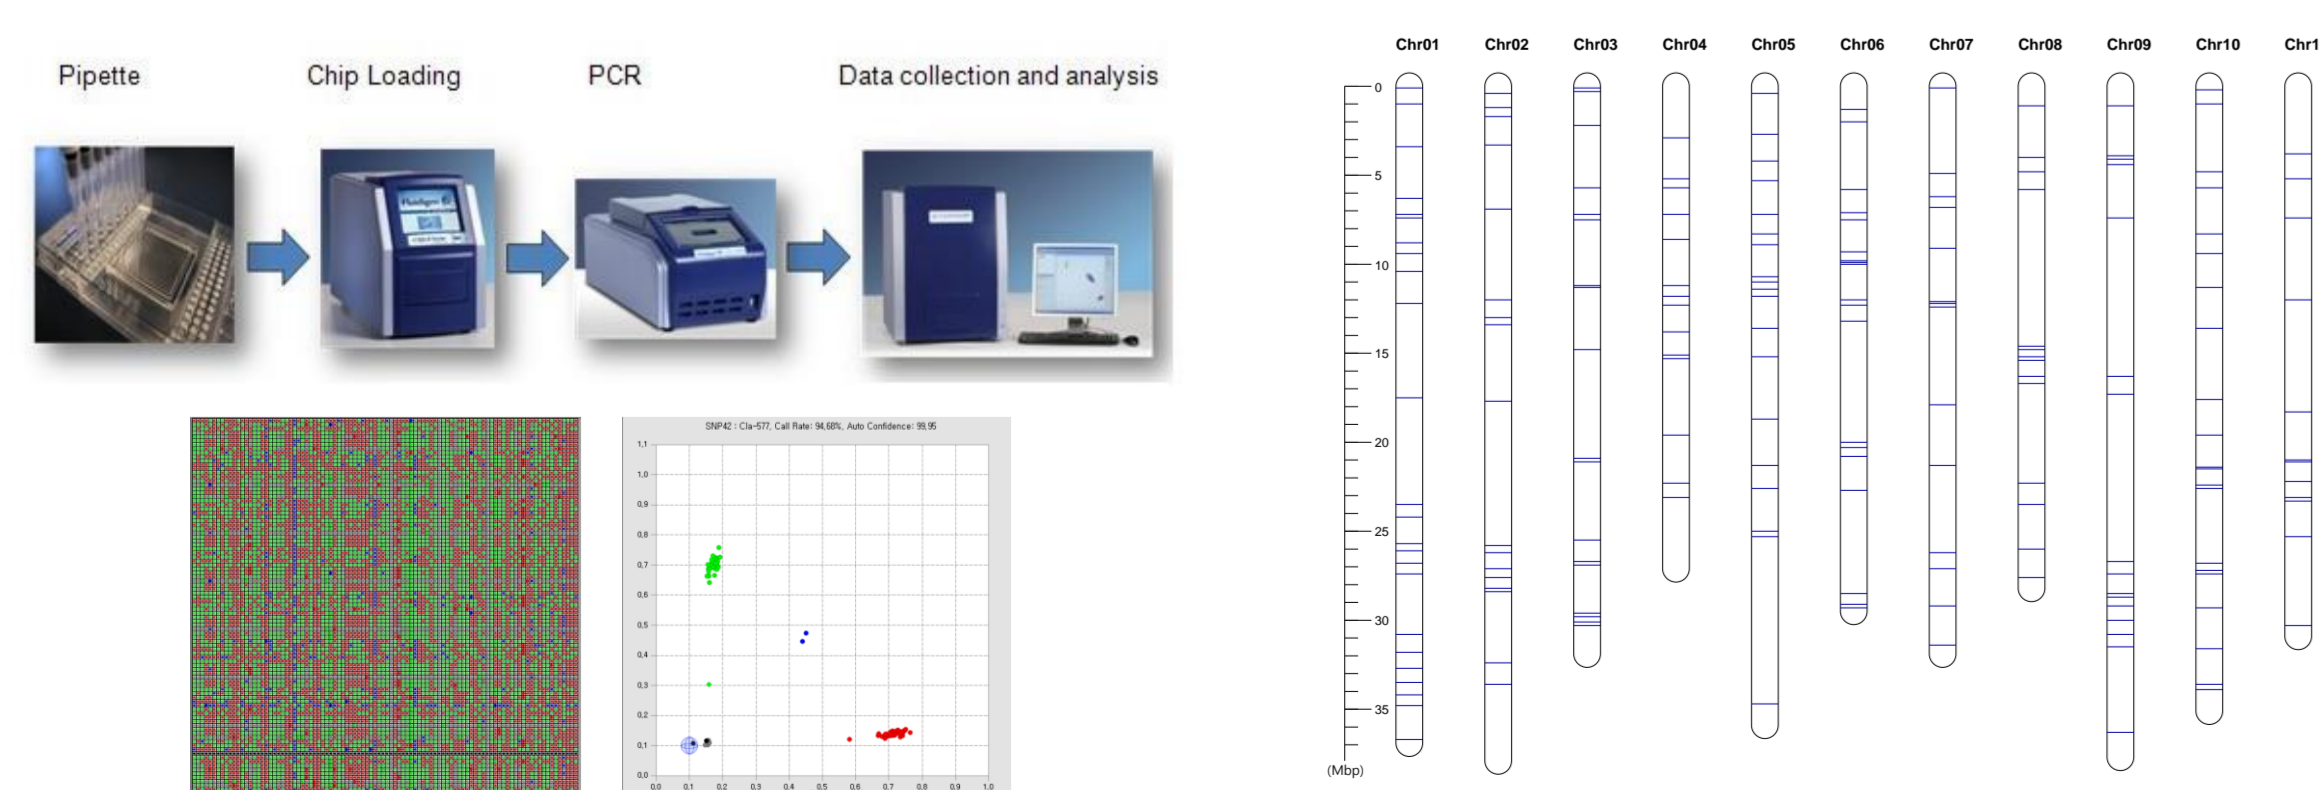 Pipette
Chip Loading
PCR
Data collection and analysis
Fluidigm
SNP42 : Cla-577, Call Rate: 94,68%, Auto Confidence: 99,95
1,1
1,0
0,9
0,8
0,7
0,6
0,5
0,4
0,3
0,2
0,1
0,0
0,0 0,1 0,2 0,3 0,4 0,5 0,6 0,7 0,8 0,9 1,0
Chr01 Chr02 Chr03 Chr04 Chr05 Chr06 Chr07 Chr08 Chr09 Chr10 Chr1
0
5
10
15
20
25
30
35
(Mbp)